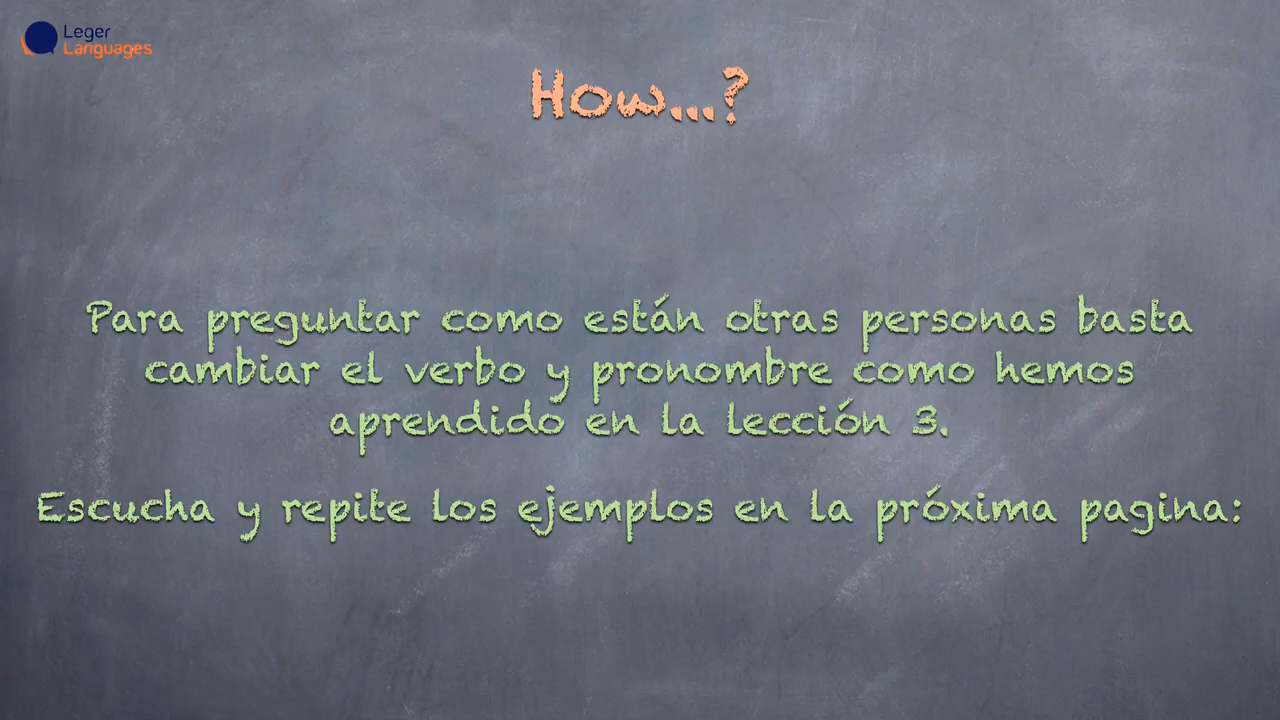 Leger
Languages
How...?
Para preguntar como están otras personas basta
cambiar el verbo y pronombre como hemos
aprendido en la lección 3.
Escucha y repite los ejemplos en la próxima pagina: